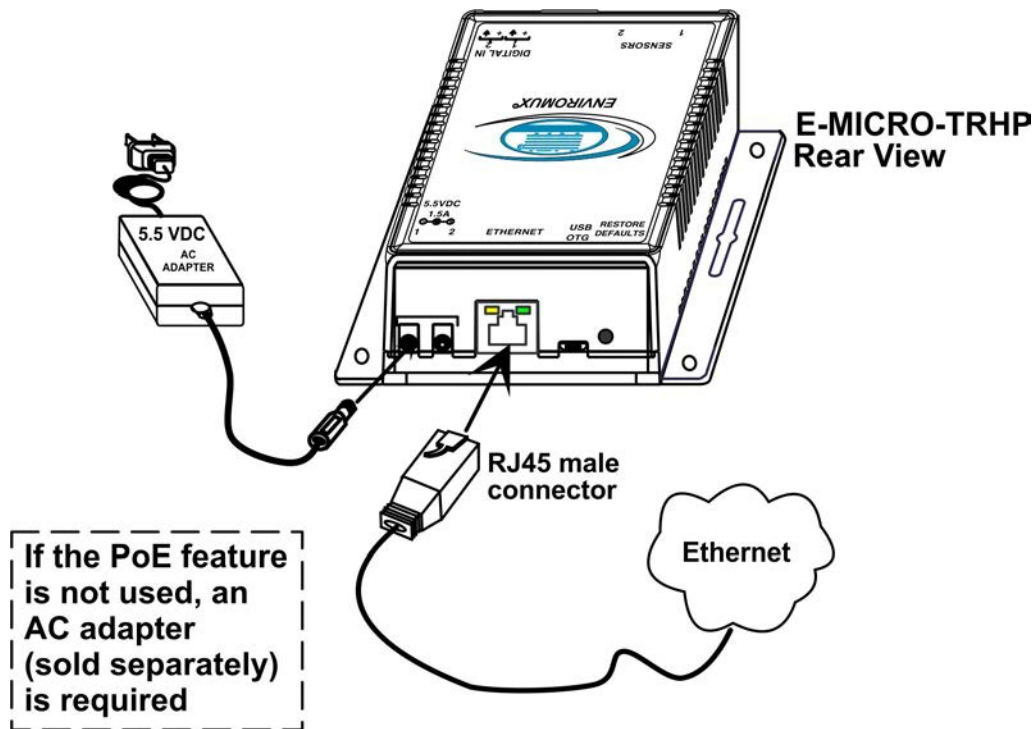 E-MICRO-TRHP
Rear View
1 2
SENSORS
DIGITAL IN
1 2
+ +
ENVIROMUX®
5.5VDC
1.5A
1 2
ETHERNET
USB
OTG
RESTORE
DEFAULTS
5.5 VDC
AC
ADAPTER
RJ45 male
connector
Ethernet
If the PoE feature
is not used, an
AC adapter
(sold separately)
is required